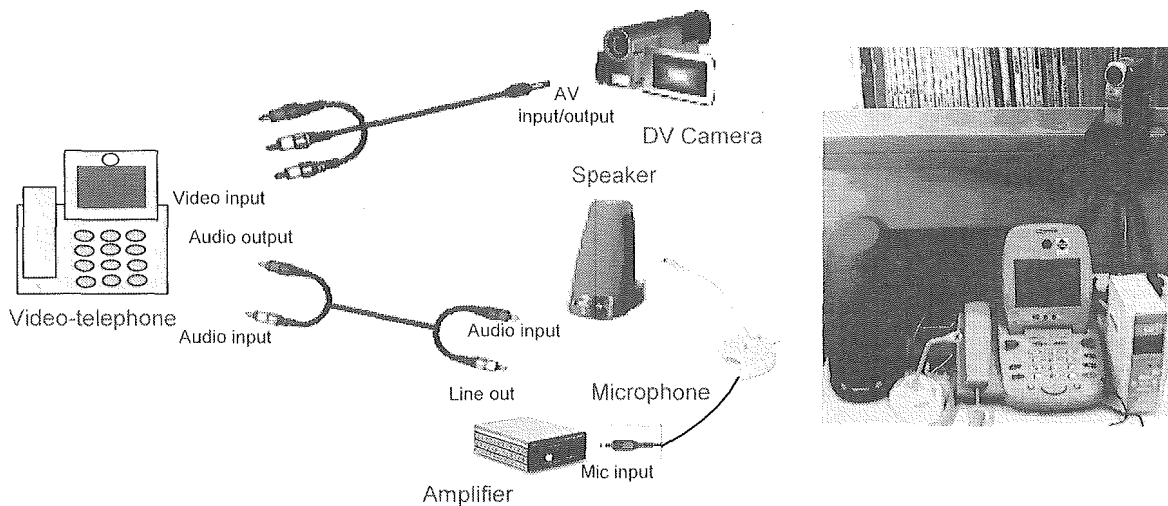 AV
input/output
DV Camera
Speaker
Video input
Audio output
Video-telephone
Audio input
Audio input
Line out
Microphone
Mic input
Amplifier